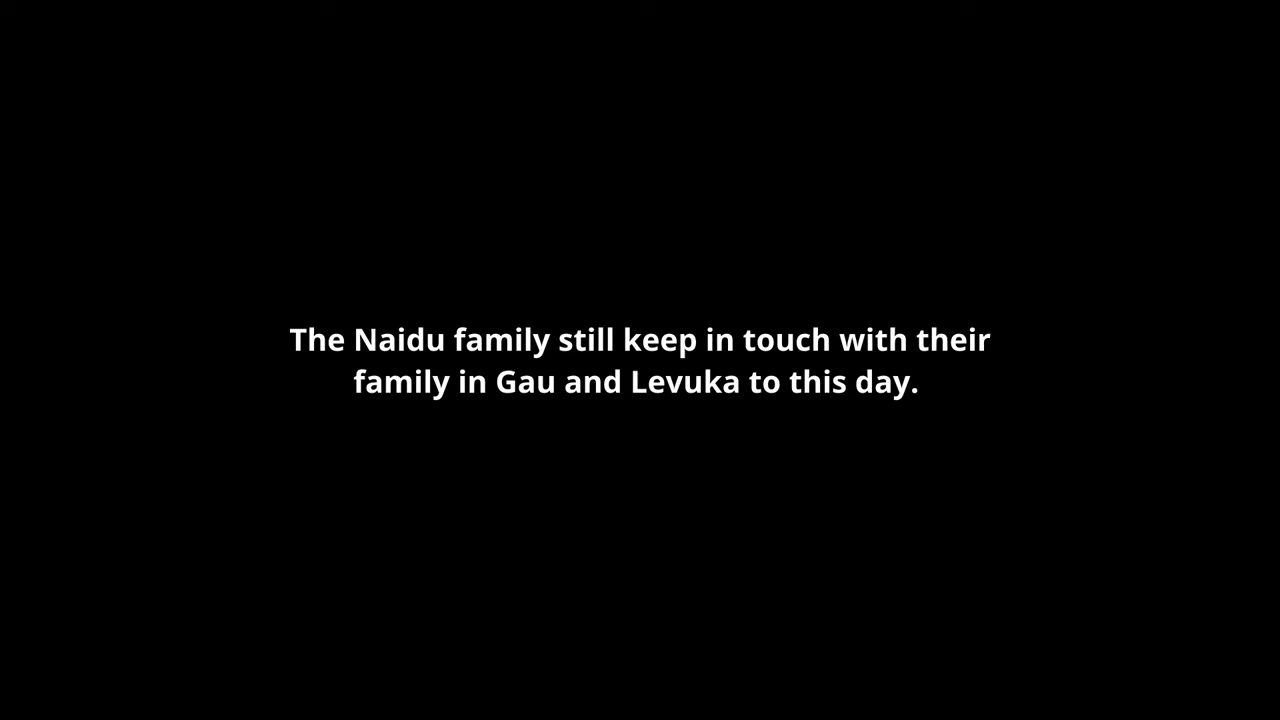 The Naidu family still keep in touch with their
family in Gau and Levuka to this day.